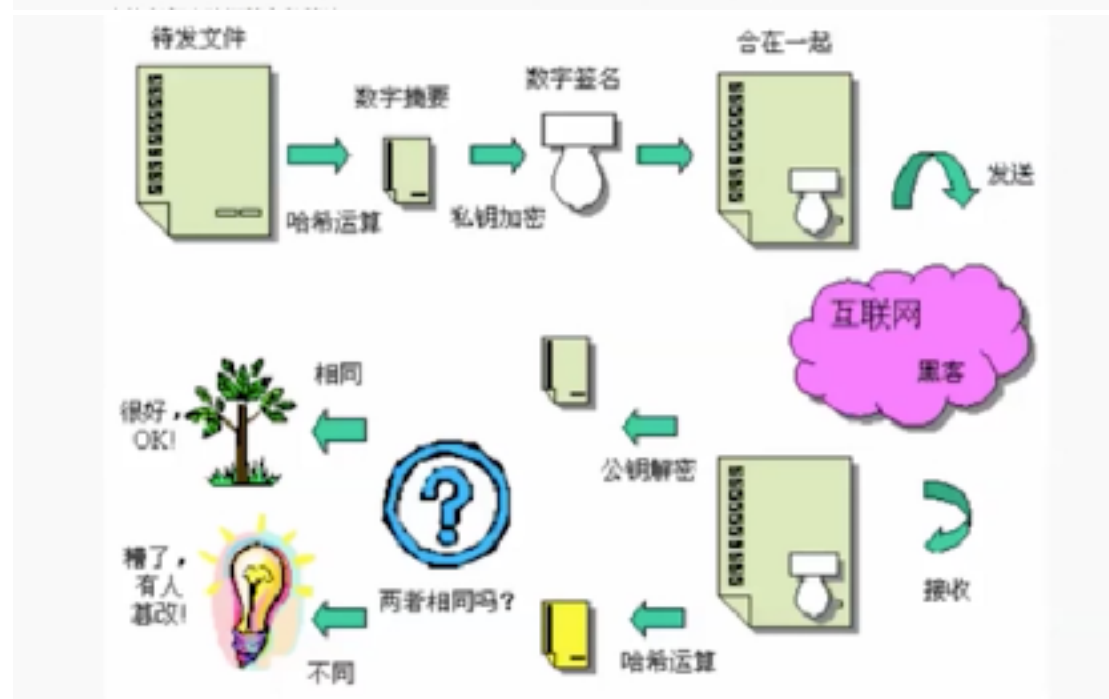 待发文件
合在一起
数字签名
数字摘要
发送
哈希运算
私钥加密
互联网
黑客
相同
很好，
OK!
公钥解密
糟了，
有人
篡改!
两者相同吗?
接收
哈希运算
不同